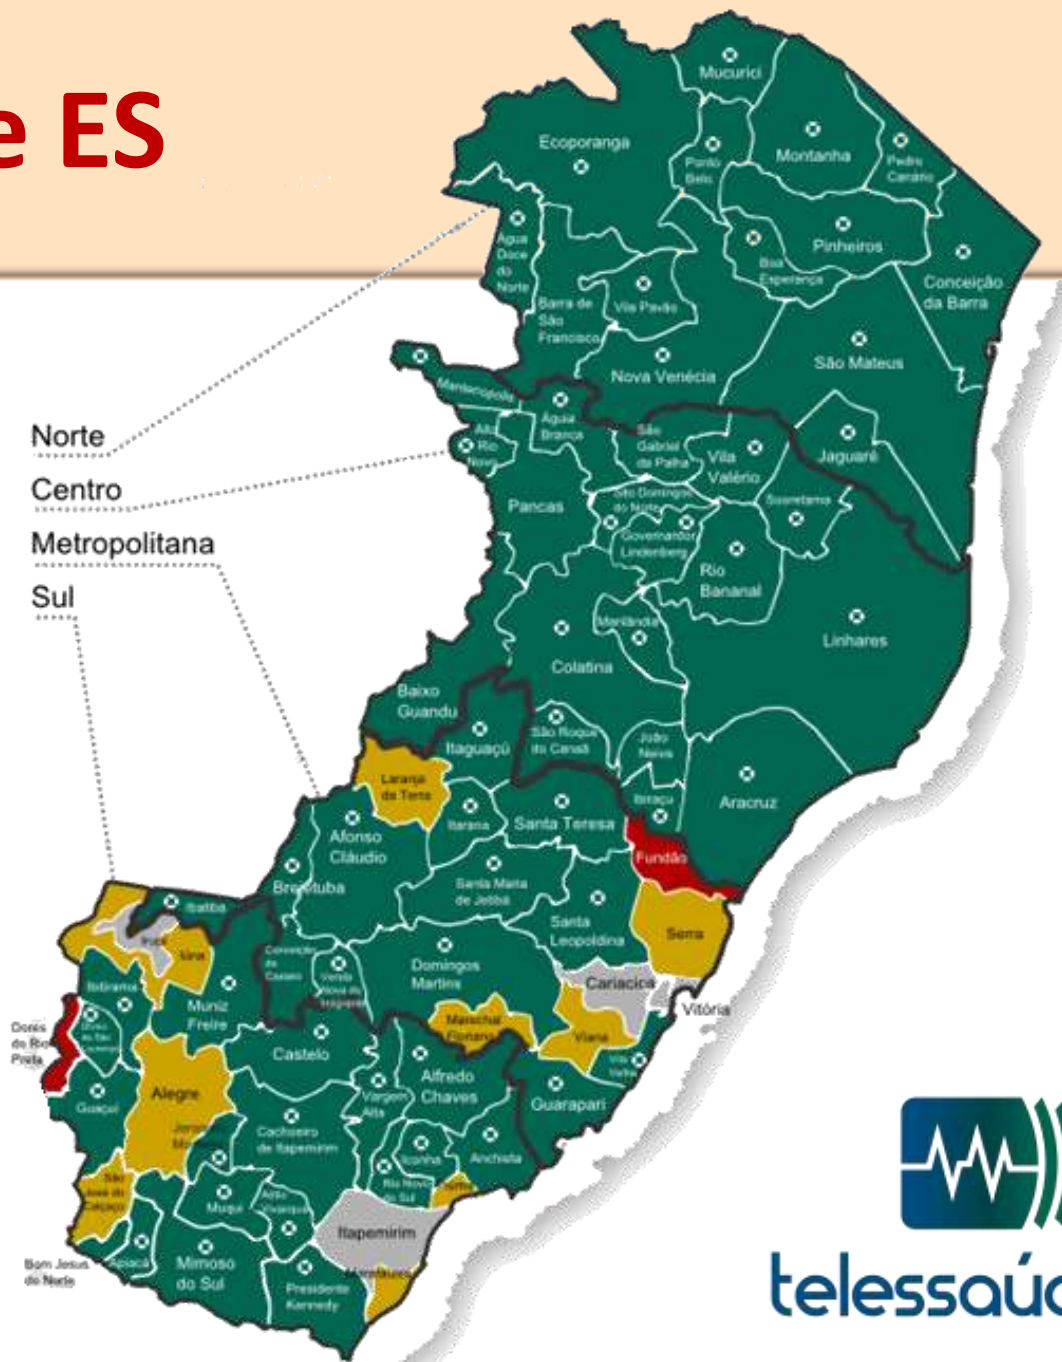 e ES
Mucurici
Ecoporanga
Ponto
Belo
Montanha
Pedro
Canário
Água
Doce
do
Norte
Pinheiros
Boa
Esperança
Conceição
da Barra
Barra de
São
Francisco
Vila Pavão
Nova Venécia
São Mateus
Norte
Centro
Metropolitana
Sul
Águia
Branca
Alto
Rio
Novo
São
Gabriel
da Palha
Vila
Valério
Jaguaré
Pancas
São Domingos
do Norte
Sooretama
Governador
Lindenberg
Rio
Bananal
Marilândia
Linhares
Colatina
Baixo
Guandu
Itaguaçú
São Roque
do Canaã
João
Neiva
Laranja
da Terra
Ibiraçu
Aracruz
Itarana
Santa Teresa
Afonso
Cláudio
Fundão
Brejetuba
Santa Maria
de Jetibá
Ibatiba
Santa
Leopoldina
Serra
Irupi
Iúna
Conceição
do
Castelo
Venda
Nova do
Imigrante
Domingos
Martins
Cariacica
Vitória
Ibitirama
Muniz
Freire
Marechal
Floriano
Viana
Vila
Velha
Dores
do Rio
Preto
Castelo
Alfredo
Chaves
Guarapari
Guaçuí
Alegre
Vargem
Alta
Cachoeiro
de Itapemirim
Iconha
Anchieta
Rio Novo
do Sul
São
José do
Calçado
Muqui
Atílio
Vivacqua
Itapemirim
Bom Jesus
do Norte
Apiacá
Mimoso
do Sul
Presidente
Kennedy
telessaú